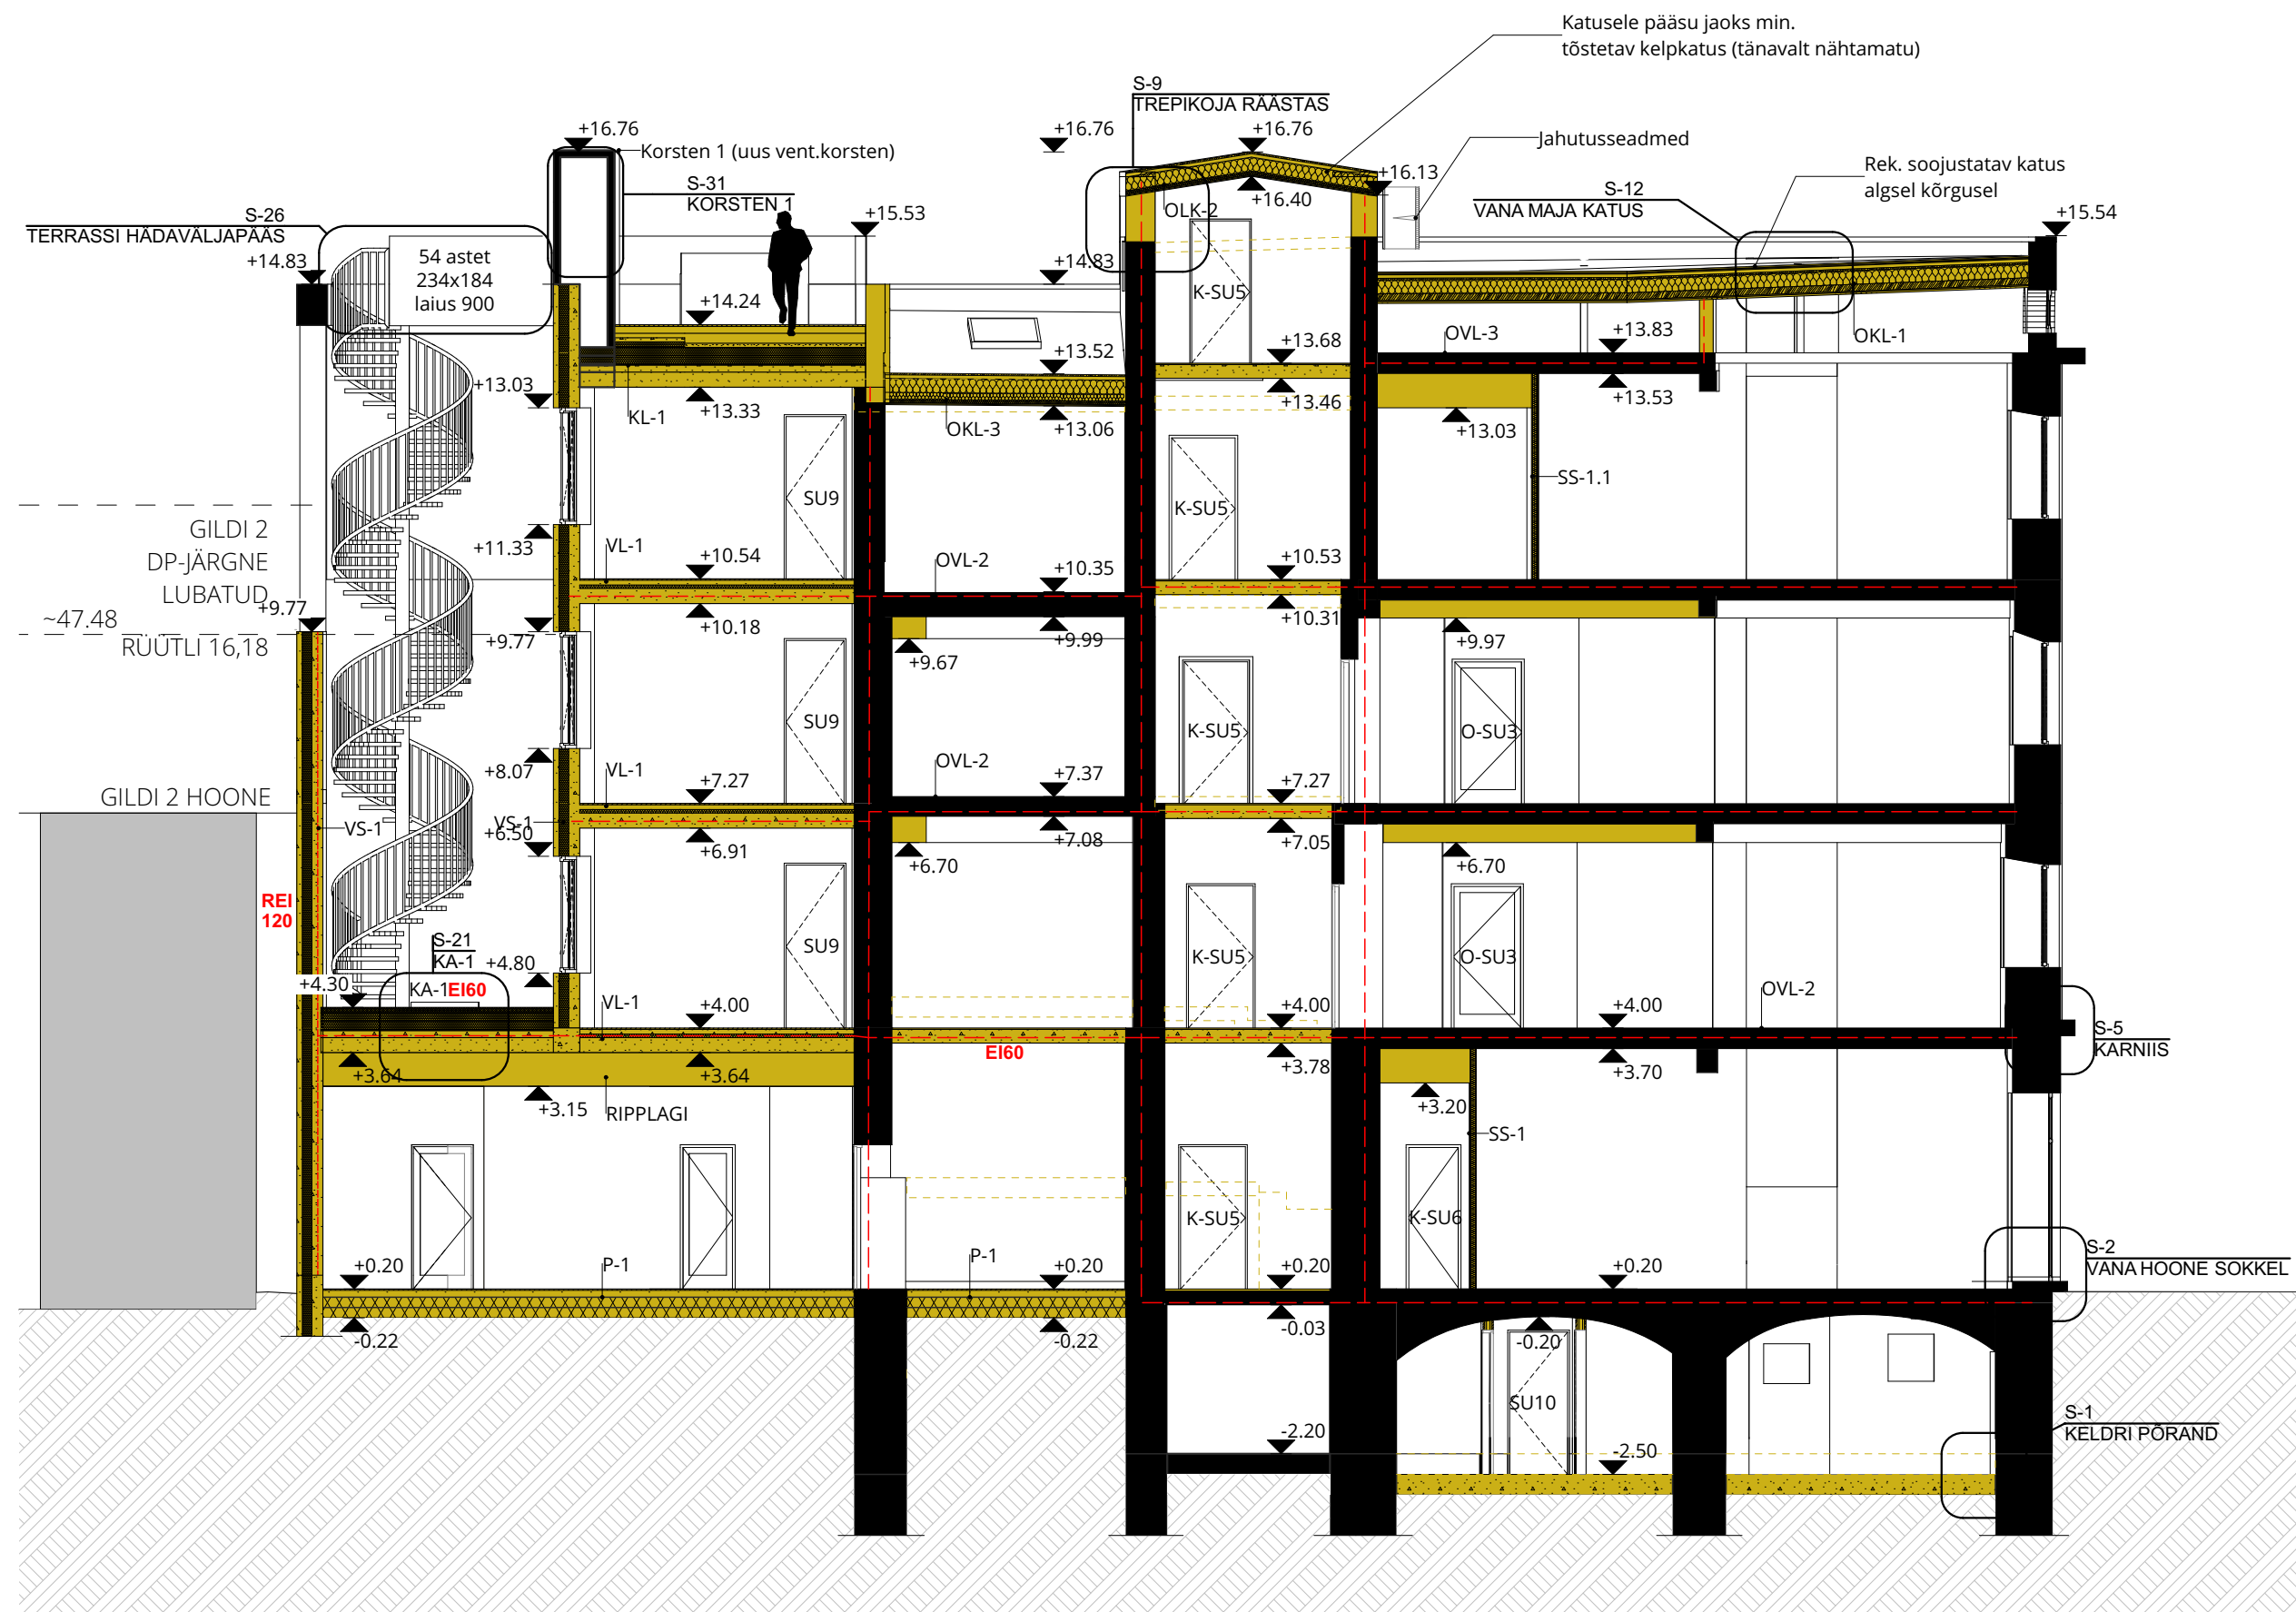 Katusele pääsu jaoks min.
tõstetav kelpkatus (tänavalt nähtamatu)
S-9
TREPIKOJA RÄÄSTAS
+16.76
+16.76
+16.76
Korsten 1 (uus vent.korsten)
Jahutusseadmed
Rek. soojustatav katus
algsel kõrgusel
S-31
KORSTEN 1
+16.13
+16.40
OLK-2
S-12
VANA MAJA KATUS
S-26
TERRASSI HÄDAVÄLJAPÄÄS
+15.53
+15.54
+14.83
54 astet
234x184
laius 900
+14.83
K-SU5
+14.24
+13.68
+13.83
OVL-3
OKL-1
+13.52
+13.03
+13.33
KL-1
+13.06
OKL-3
+13.46
+13.53
+13.03
SS-1.1
SU9
K-SU5
GILDI 2
DP-JÄRGNE
LUBATUD
+11.33
VL-1
+10.54
OVL-2
+10.35
+10.53
~47.48
+9.77
RÜÜTLI 16,18
+9.77
+10.18
+9.67
+9.99
+10.31
+9.97
SU9
K-SU5
O-SU3
+8.07
VL-1
+7.27
OVL-2
+7.37
+7.27
GILDI 2 HOONE
VS-1
VS-1
+6.50
+6.91
+6.70
+7.08
+7.05
+6.70
REI
120
SU9
K-SU5
O-SU3
S-21
KA-1
+4.80
+4.30
KA-1
EI60
VL-1
+4.00
+4.00
+4.00
OVL-2
S-5
KARNIIS
EI60
+3.64
+3.64
+3.78
+3.70
+3.15
RIPPLAGI
+3.20
SS-1
K-SU5
K-SU6
+0.20
P-1
P-1
+0.20
+0.20
+0.20
S-2
VANA HOONE SOKKEL
-0.22
-0.22
-0.03
-0.20
SU10
-2.20
-2.50
S-1
KELDRI PÕRAND